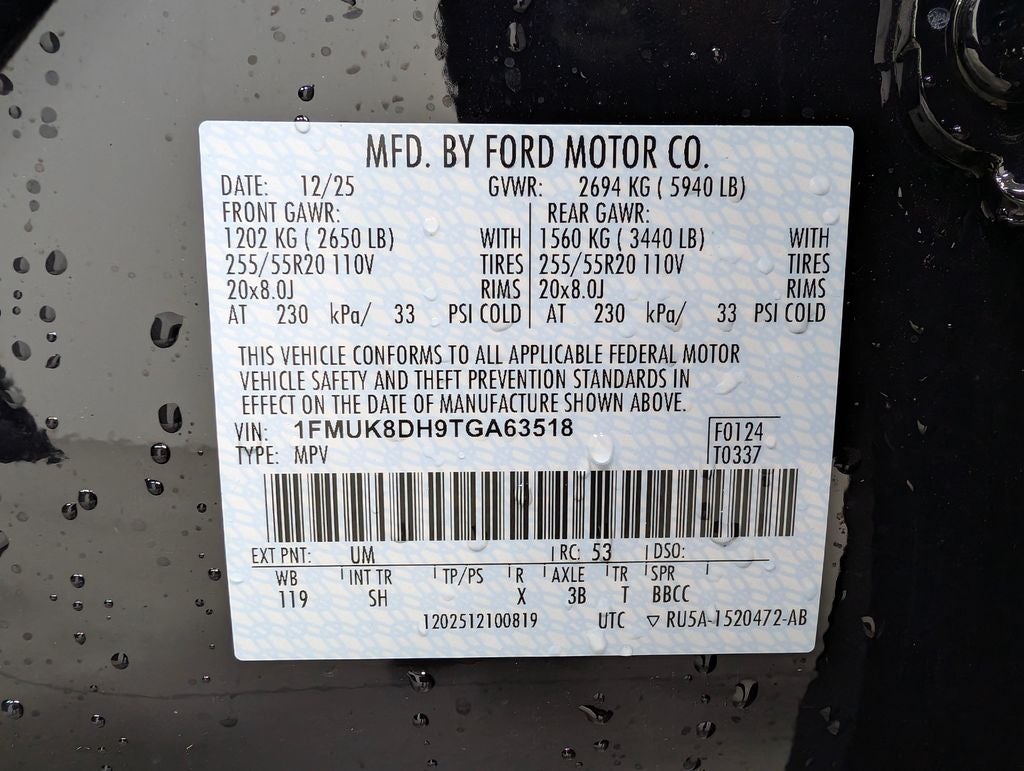 MFD. BY FORD MOTOR CO.
DATE: 12/25 GVWR: 2694 KG ( 5940 LB)
FRONT GAWR: REAR GAWR:
1202 KG ( 2650 LB) WITH 1560 KG ( 3440 LB) WITH
255/55R20 110V TIRES 255/55R20 110V TIRES
20x8.0J RIMS 20x8.0J RIMS
AT 230 kPa/ 33 PSI COLD AT 230 kPa/ 33 PSI COLD
THIS VEHICLE CONFORMS TO ALL APPLICABLE FEDERAL MOTOR
VEHICLE SAFETY AND THEFT PREVENTION STANDARDS IN
EFFECT ON THE DATE OF MANUFACTURE SHOWN ABOVE.
VIN: 1FMUK8DH9TGA63518 F0124
TYPE: MPV T0337
EXT PNT: UM RC: 53 DSO:
WB INT TR TP/PS R AXLE TR SPR
119 SH X 3B T BBCC
1202512100819 UTC ▽ RU5A-1520472-AB